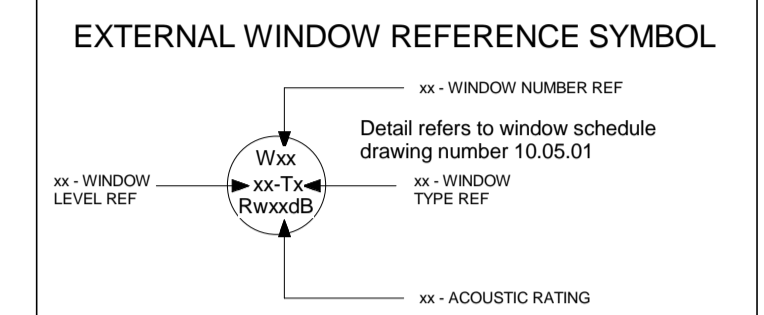 EXTERNAL WINDOW REFERENCE SYMBOL
xx - WINDOW NUMBER REF
Detail refers to window schedule
drawing number 10.05.01
Wxx
xx-Tx
RwxxdB
xx - WINDOW
LEVEL REF
xx - WINDOW
TYPE REF
xx - ACOUSTIC RATING